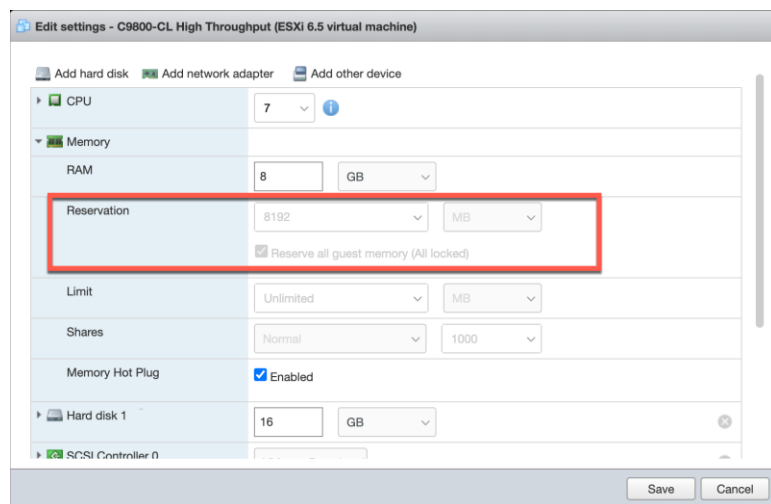 Edit settings - C9800-CL High Throughput (ESXi 6.5 virtual machine)
Add hard disk Add network adapter Add other device
CPU 7
Memory
RAM 8 GB
Reservation 8192 MB
Reserve all guest memory (All locked)
Limit Unlimited MB
Shares Normal 1000
Memory Hot Plug Enabled
Hard disk 1 16 GB
SCSI Controller 0
Save Cancel